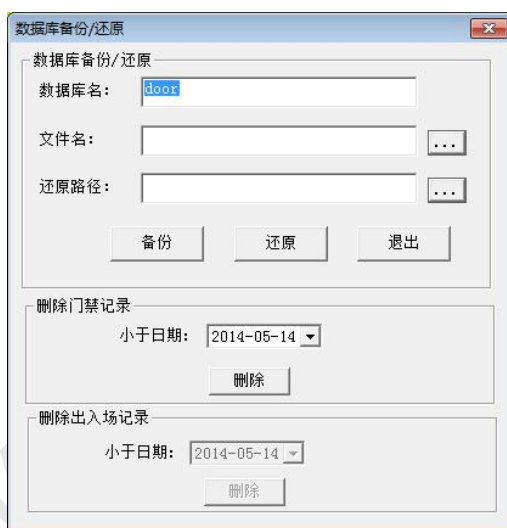 数据库备份/还原
数据库备份/还原
数据库名： door
文件名： ...
还原路径： ...
备份 还原 退出
删除门禁记录
小于日期： 2014-05-14
删除
删除出入场记录
小于日期： 2014-05-14
删除